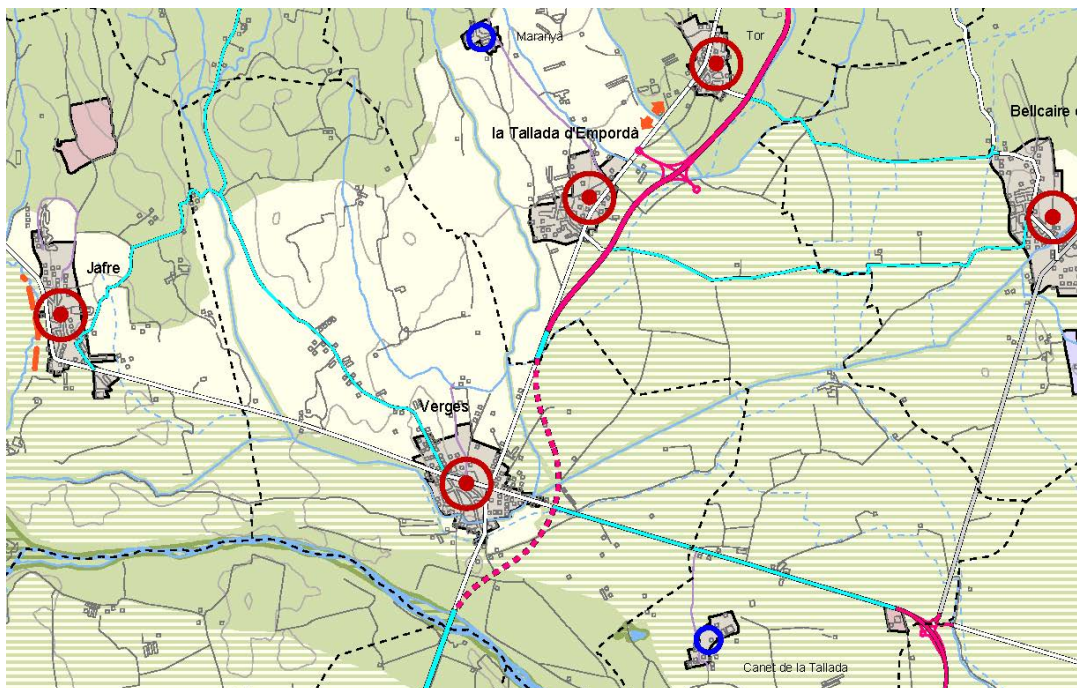 Maranya
Tor
Bellcaire
la Tallada d'Empordà
Jafre
Verges
Canet de la Tallada